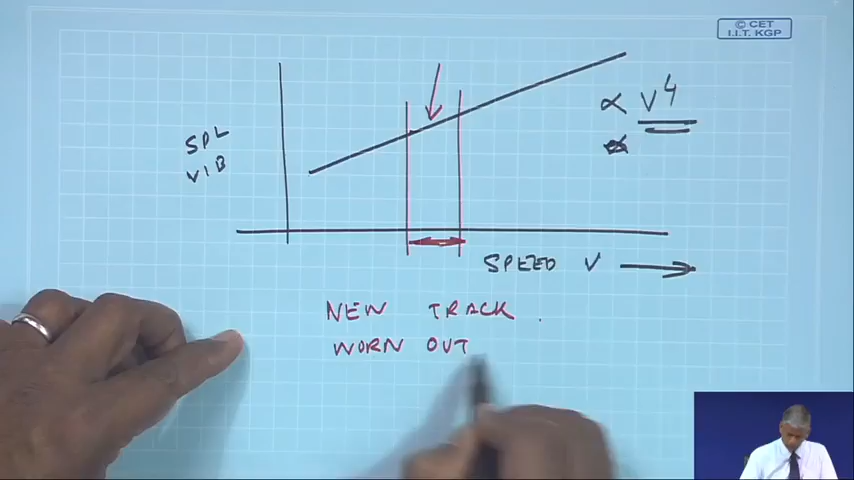 © CET
I.I.T. KGP
SPL
VIB
∝ V4
SPEED V
NEW TRACK
WORN OUT